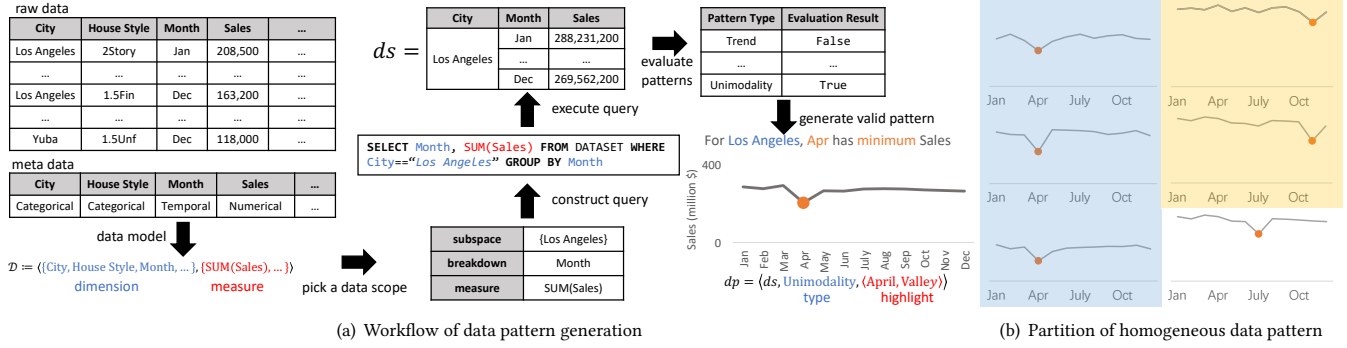 raw data
City House Style Month Sales ...
Los Angeles 2Story Jan 208,500
... ... ... ...
Los Angeles 1.5Fin Dec 163,200
... ... ... ...
Yuba 1.5Unf Dec 118,000
meta data
City House Style Month Sales ...
Categorical Categorical Temporal Numerical ...
data model
𝒟 ≔ ⟨{City, House Style, Month, … }, {SUM(Sales), … }⟩
dimension measure
pick a data scope
subspace {Los Angeles}
breakdown Month
measure SUM(Sales)
construct query
SELECT Month, SUM(Sales) FROM DATASET WHERE
City==“Los Angeles” GROUP BY Month
execute query
ds =
City Month Sales
Los Angeles
Jan 288,231,200
... ...
Dec 269,562,200
evaluate
patterns
Pattern Type Evaluation Result
Trend False
... ...
Unimodality True
generate valid pattern
For Los Angeles, Apr has minimum Sales
Sales (million $)
400
0
Jan Feb Mar Apr May Jun Jul Aug Sep Oct Nov Dec
dp = ⟨ds, Unimodality, ⟨April, Valley⟩⟩
type highlight
(a) Workflow of data pattern generation
Jan Apr July Oct
Jan Apr July Oct
Jan Apr July Oct
Jan Apr July Oct
Jan Apr July Oct
Jan Apr July Oct
(b) Partition of homogeneous data pattern